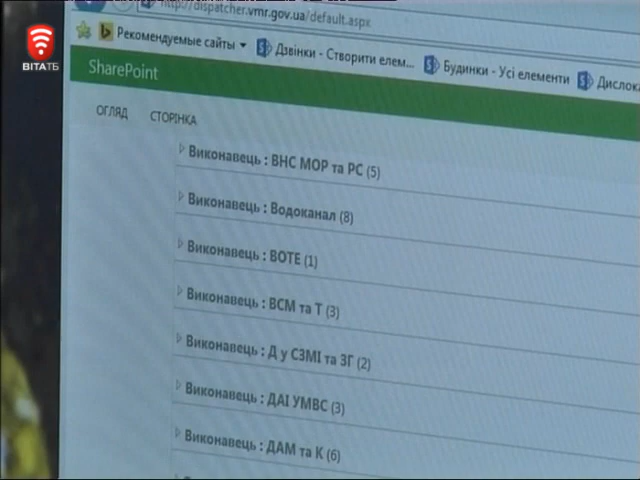 http://dispatcher.vmr.gov.ua/default.aspx
Рекомендуемые сайты
Дзвінки - Створити елем...
Будинки - Усі елементи
ВІТАТБ
SharePoint
ОГЛЯД СТОРІНКА
Виконавець : ВНС МОР та РС (5)
Виконавець : Водоканал (8)
Виконавець : ВОТЕ (1)
Виконавець : ВСМ та Т (3)
Виконавець : Д у СЗМІ та ЗГ (2)
Виконавець : ДАІ УМВС (3)
Виконавець : ДАМ та К (6)